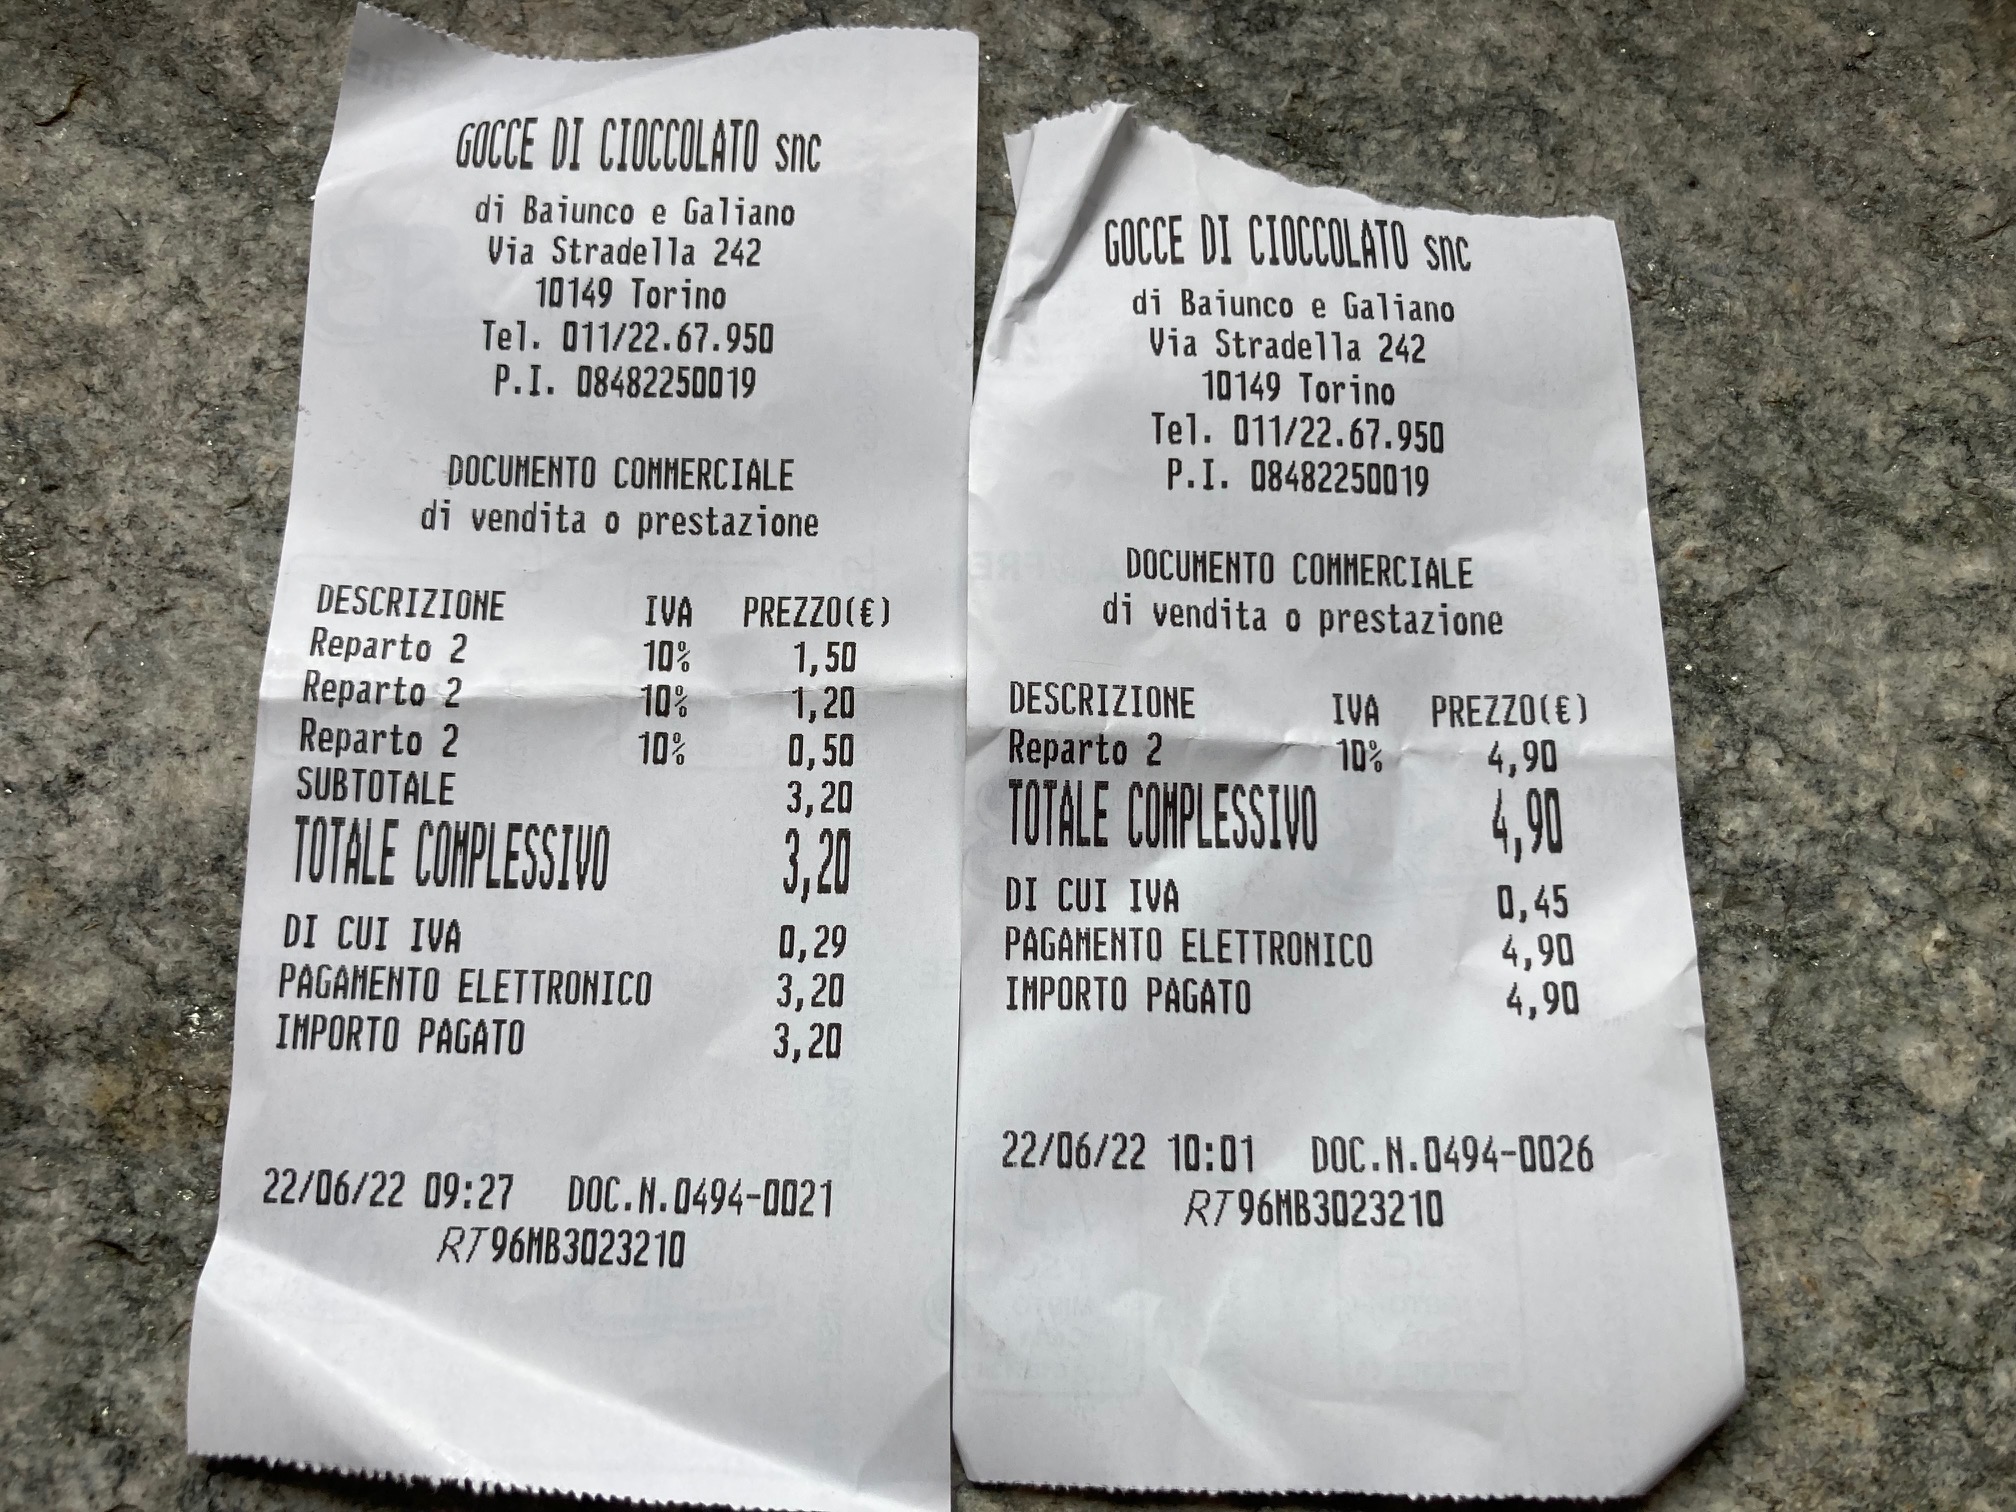 GOCCE DI CIOCCOLATO snc
di Baiunco e Galiano
Via Stradella 242
10149 Torino
Tel. 011/22.67.950
P.I. 08482250019
DOCUMENTO COMMERCIALE
di vendita o prestazione
DESCRIZIONE IVA PREZZO(€)
Reparto 2 10% 1,50
Reparto 2 10% 1,20
Reparto 2 10% 0,50
SUBTOTALE 3,20
TOTALE COMPLESSIVO 3,20
DI CUI IVA 0,29
PAGAMENTO ELETTRONICO 3,20
IMPORTO PAGATO 3,20
22/06/22 09:27 DOC.N.0494-0021
RT 96MB3023210
GOCCE DI CIOCCOLATO snc
di Baiunco e Galiano
Via Stradella 242
10149 Torino
Tel. 011/22.67.950
P.I. 08482250019
DOCUMENTO COMMERCIALE
di vendita o prestazione
DESCRIZIONE IVA PREZZO(€)
Reparto 2 10% 4,90
TOTALE COMPLESSIVO 4,90
DI CUI IVA 0,45
PAGAMENTO ELETTRONICO 4,90
IMPORTO PAGATO 4,90
22/06/22 10:01 DOC.N.0494-0026
RT 96MB3023210